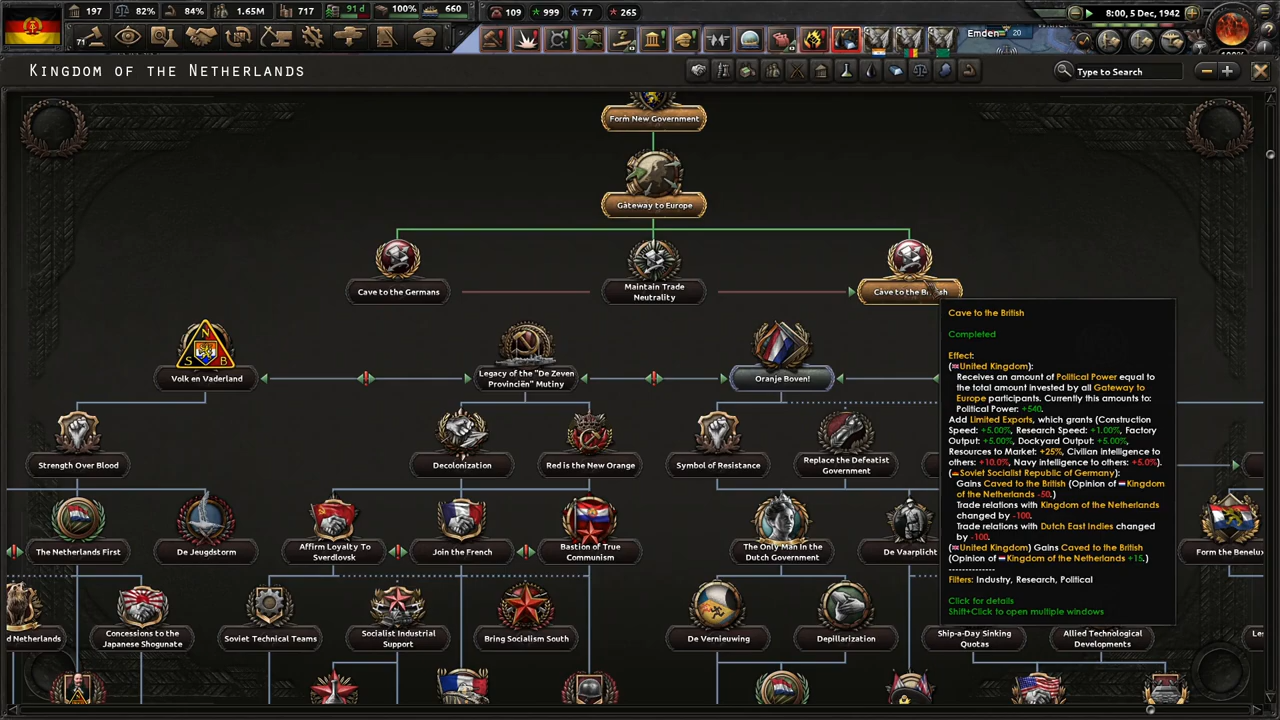 197 82% 84% 1.65M 717 91 d 100% 660 109 999 77 265 8:00, 5 Dec, 1942
71 Emden 20
Kingdom of the Netherlands
Type to Search
Form New Government
Gateway to Europe
Cave to the Germans
Maintain Trade
Neutrality
Cave to the British
Cave to the British
Completed
Effect:
(United Kingdom):
Receives an amount of Political Power equal to
the total amount invested by all Gateway to
Europe participants. Currently this amounts to:
Political Power: +540.
Add Limited Exports, which grants (Construction
Speed: +5.00%, Research Speed: +1.00%, Factory
Output: +5.00%, Dockyard Output: +5.00%,
Resources to Market: +25%, Civilian intelligence to
others: +10.0%, Navy intelligence to others: +5.0%).
(Soviet Socialist Republic of Germany):
Gains Caved to the British (Opinion of Kingdom
of the Netherlands -50.)
Trade relations with Kingdom of the Netherlands
changed by -100.
Trade relations with Dutch East Indies changed
by -100.
(United Kingdom) Gains Caved to the British
(Opinion of Kingdom of the Netherlands +15.)
--------------
Filters: Industry, Research, Political
Click for details
Shift+Click to open multiple windows
N
S B
Volk en Vaderland
Legacy of the "De Zeven
Provinciën" Mutiny
Oranje Boven!
Strength Over Blood
Decolonization
Red is the New Orange
Symbol of Resistance
Replace the Defeatist
Government
The Netherlands First
De Jeugdstorm
Affirm Loyalty To
Sverdlovsk
Join the French
Bastion of True
Communism
The Only Man In the
Dutch Government
De Vaarplicht
Form the Benelu
d Netherlands
Concessions to the
Japanese Shogunate
Soviet Technical Teams
Socialist Industrial
Support
Bring Socialism South
De Vernieuwing
Depillarization
Ship-a-Day Sinking
Quotas
Allied Technological
Developments
Le